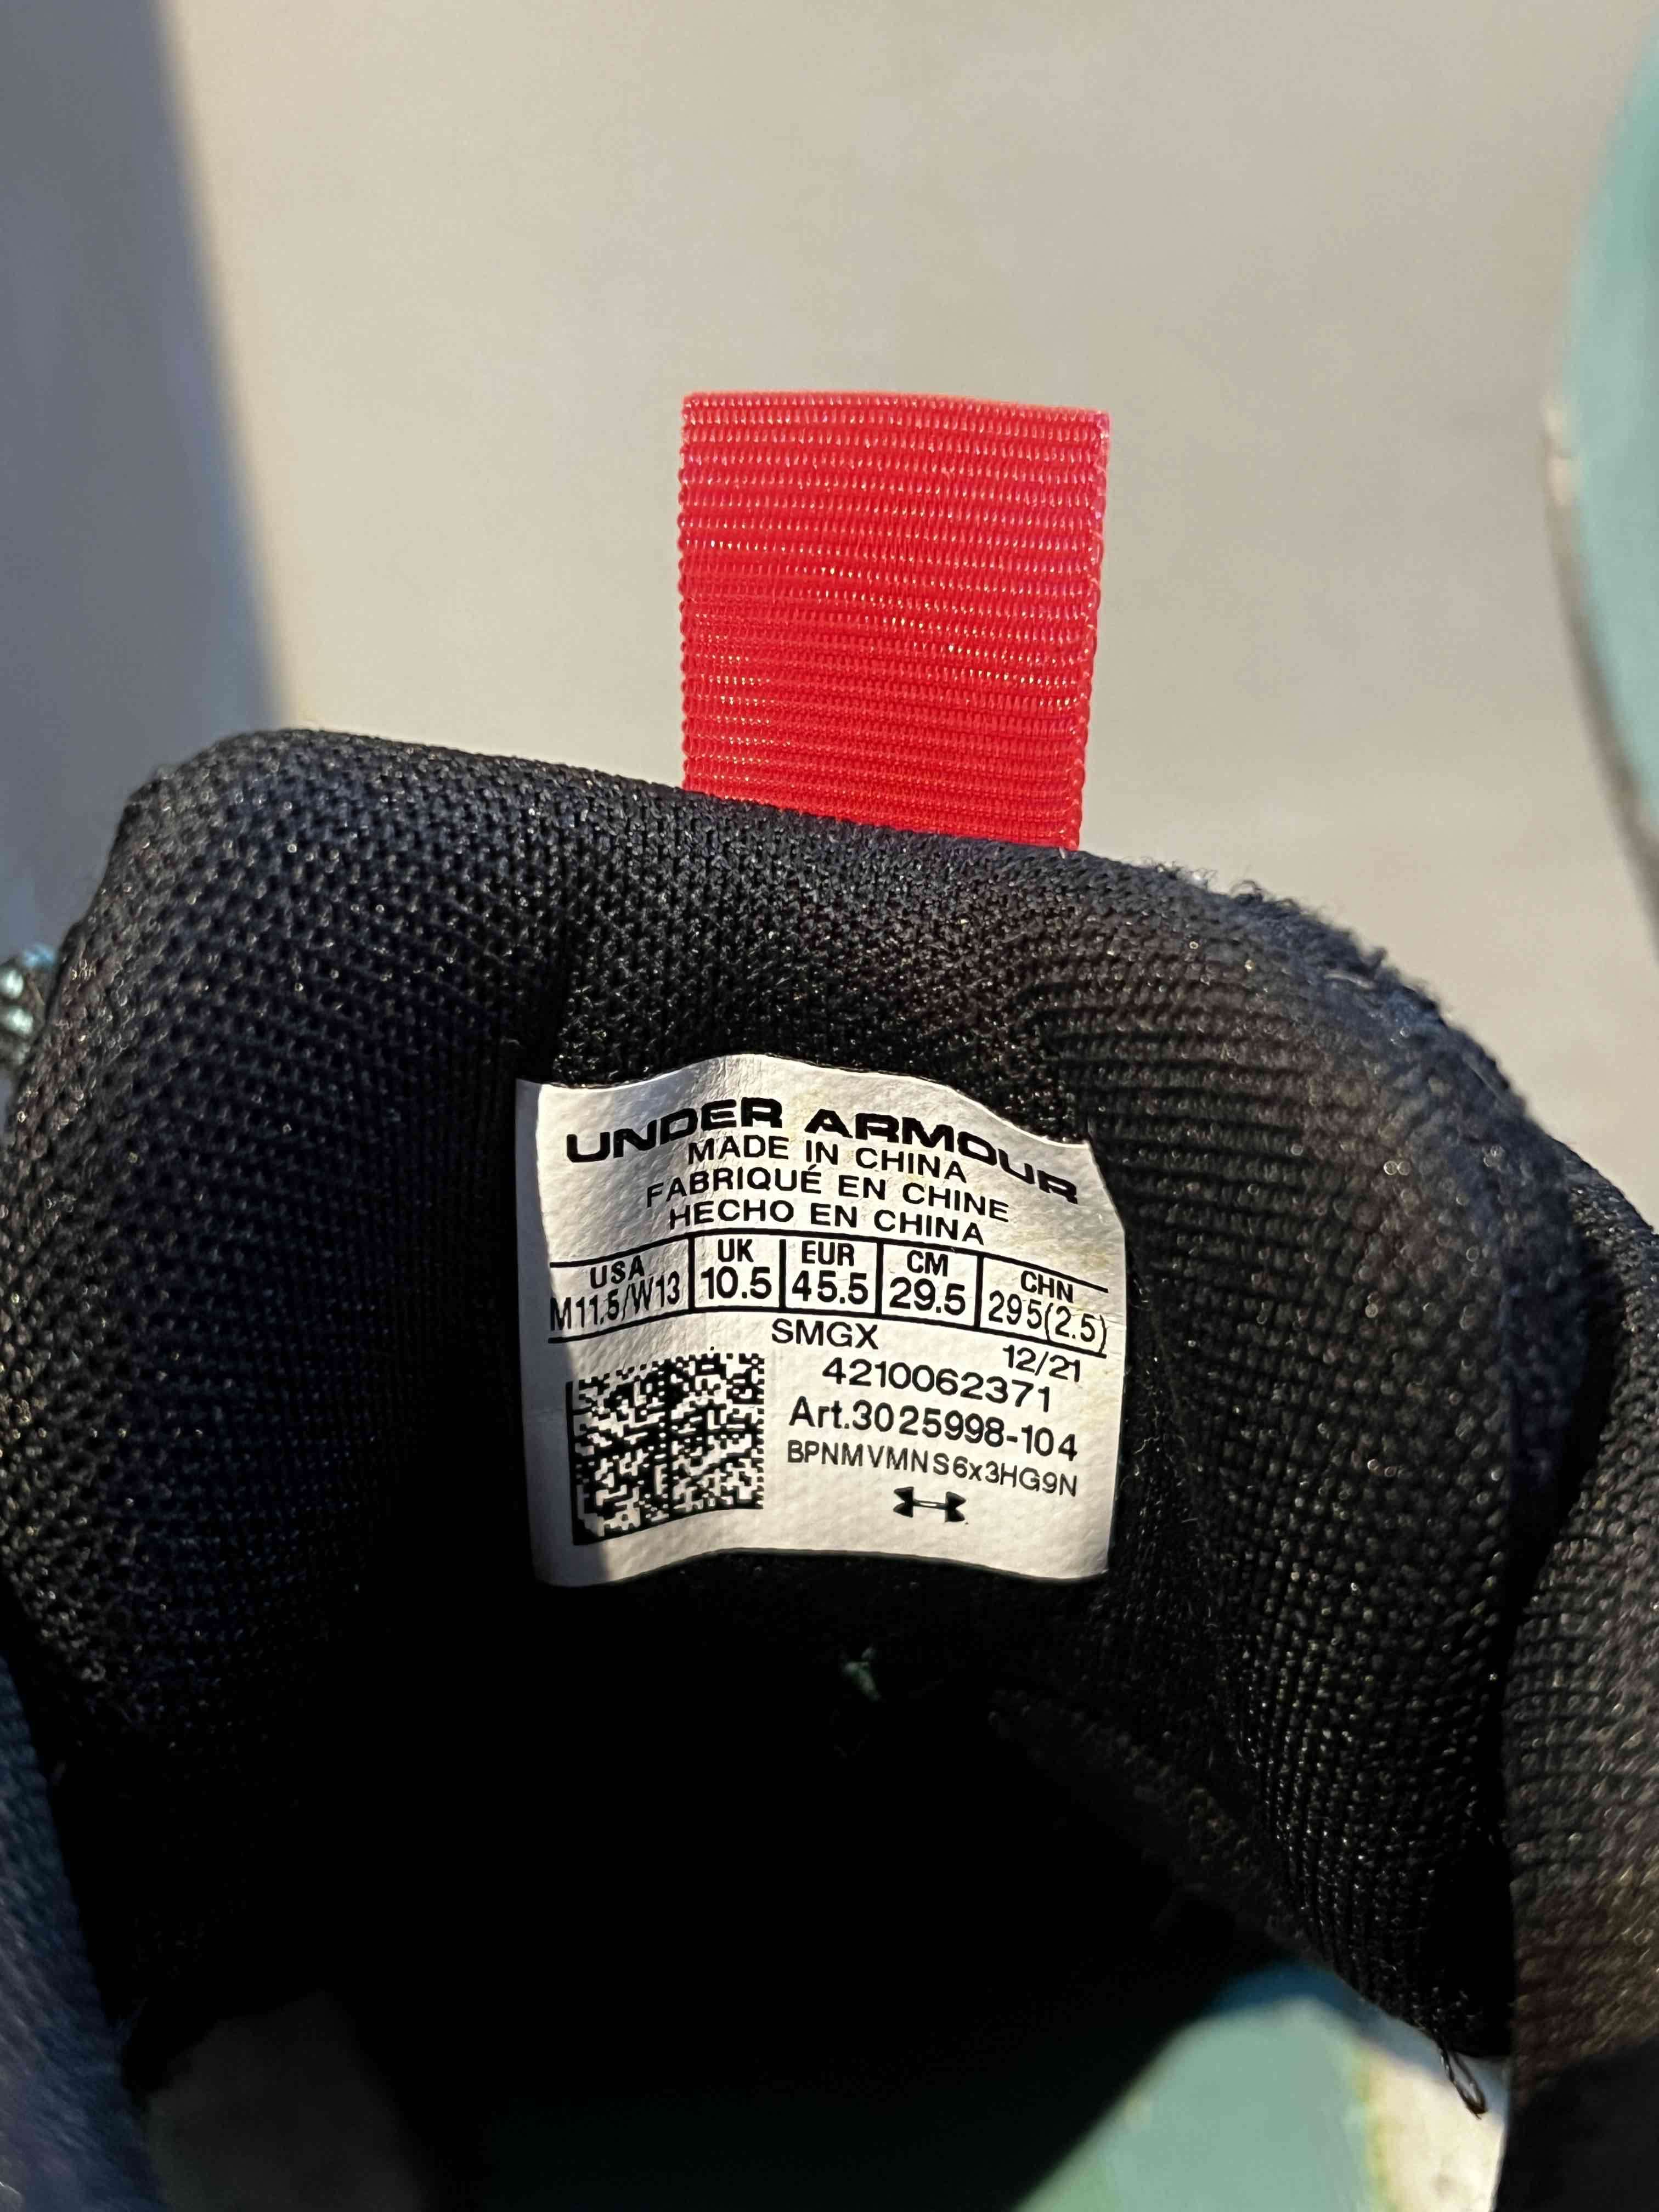 UNDER ARMOUR
MADE IN CHINA
FABRIQUÉ EN CHINE
HECHO EN CHINA
USA UK EUR CM CHN
M11.5/W13 10.5 45.5 29.5 295(2.5)
SMGX 12/21
4210062371
Art.3025998-104
BPNMVMNS6x3HG9N